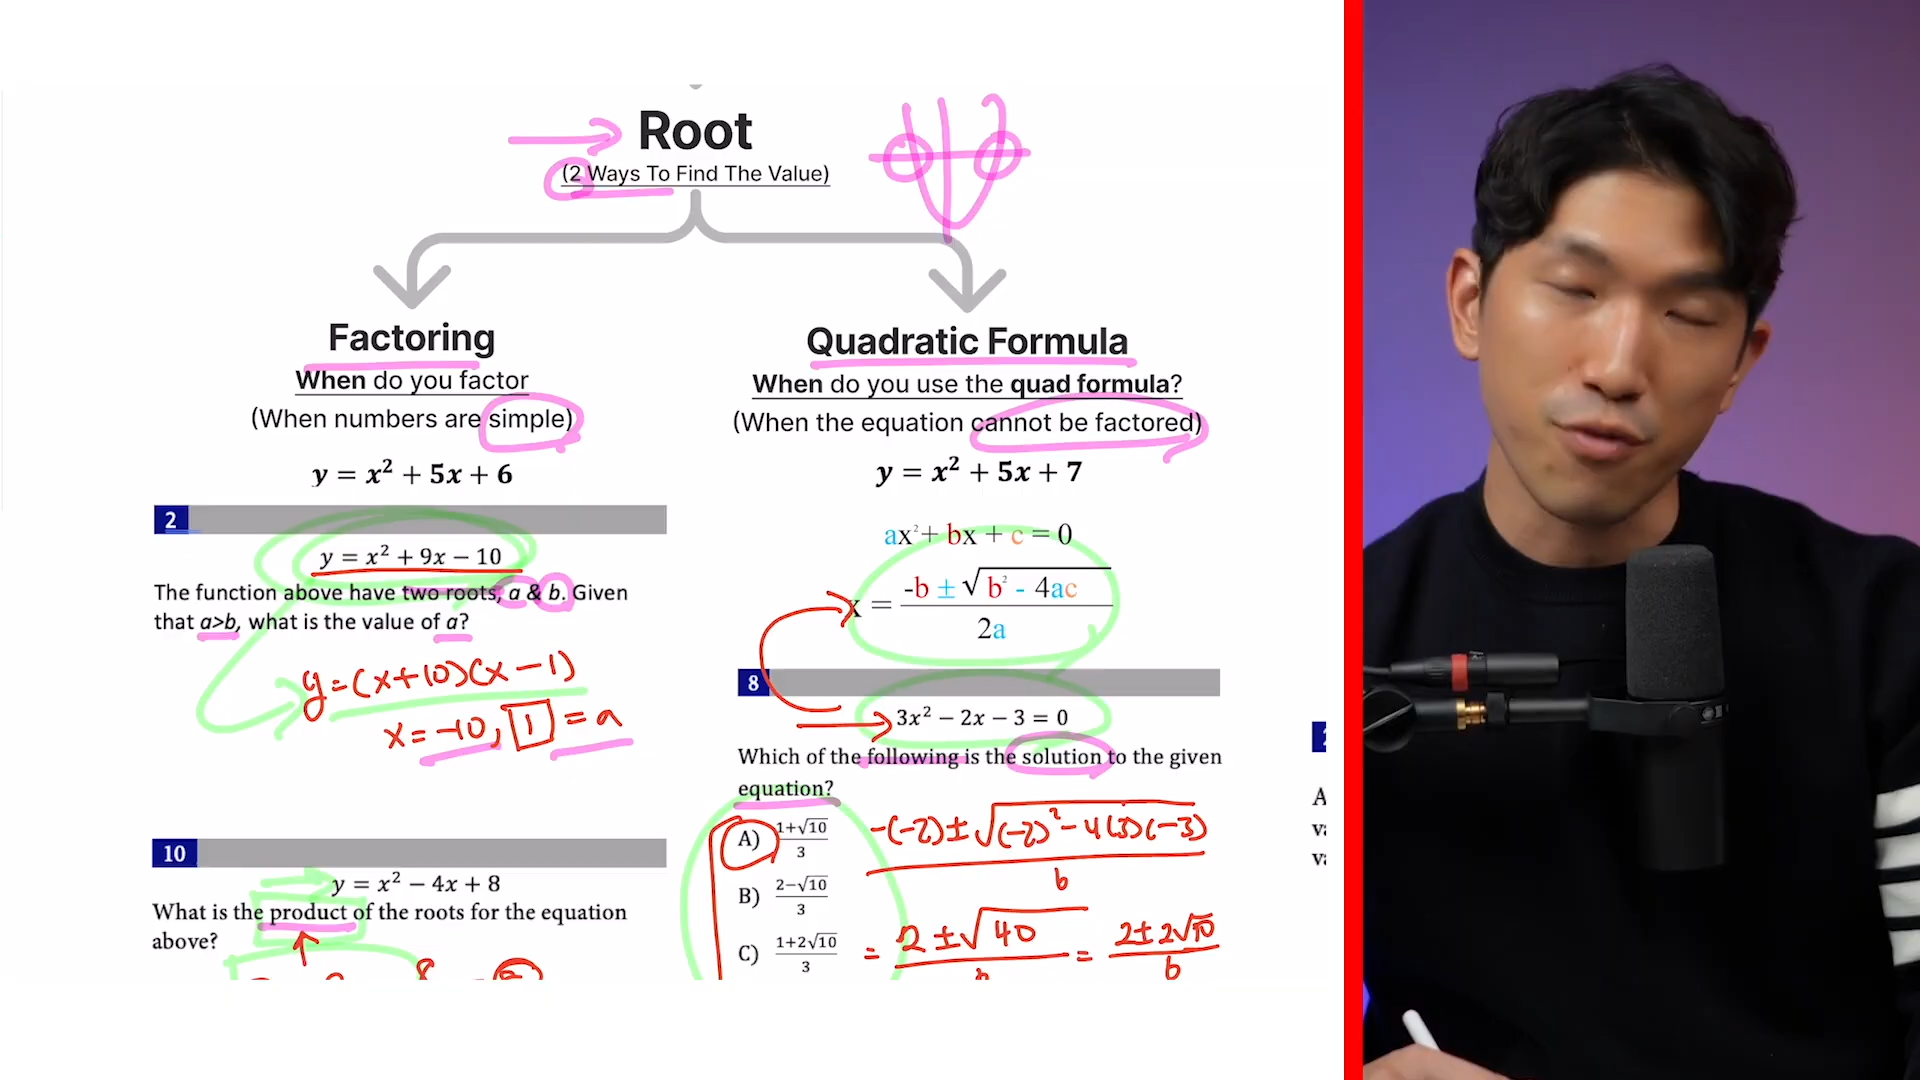 Root
(2 Ways To Find The Value)
Factoring
When do you factor
(When numbers are simple)
y = x² + 5x + 6
2
y = x² + 9x − 10
The function above have two roots, a & b. Given
that a>b, what is the value of a?
y=(x+10)(x−1)
x=−10, 1 = a
10
y = x² − 4x + 8
What is the product of the roots for the equation
above?
Quadratic Formula
When do you use the quad formula?
(When the equation cannot be factored)
y = x² + 5x + 7
ax² + bx + c = 0
x = (-b ± √(b² - 4ac))/2a
8
3x² − 2x − 3 = 0
Which of the following is the solution to the given
equation?
A) (1+√10)/3
B) (2−√10)/3
C) (1+2√10)/3
(−(−2) ± √((−2)²−4(3)(−3)))/6
= 2±√40 = (2±2√10)/6